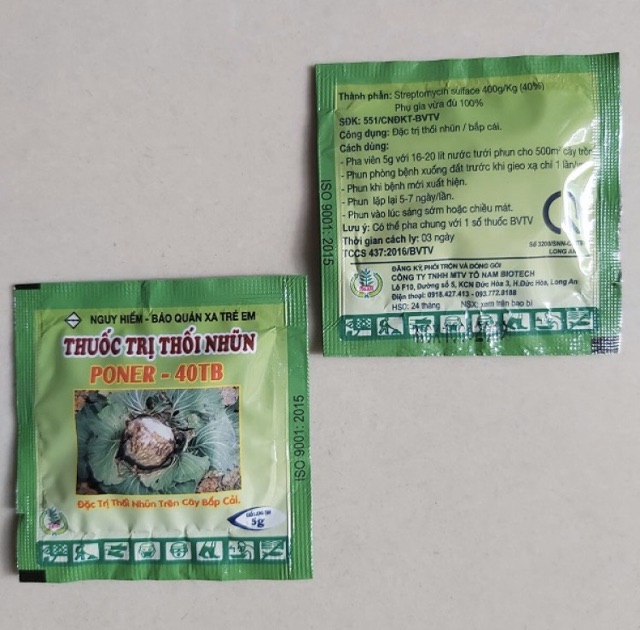 Thành phần: Streptomycin sulface 400g/Kg (40%)
Phụ gia vừa đủ 100%
SĐK: 551/CNĐKT-BVTV
Công dụng: Đặc trị thối nhũn / bắp cải.
Cách dùng:
- Pha viên 5g với 16-20 lít nước tưới phun cho 500m² cây trồng
- Phun phòng bệnh xuống đất trước khi gieo xạ chỉ 1 lần/
- Phun khi bệnh mới xuất hiện.
- Phun lặp lại 5-7 ngày/lần.
- Phun vào lúc sáng sớm hoặc chiều mát.
Lưu ý: Có thể pha chung với 1 số thuốc BVTV
Thời gian cách ly: 03 ngày
TCCS 437:2016/BVTV
LONG AN
ĐĂNG KÝ, PHỐI TRỘN VÀ ĐÓNG GÓI
CÔNG TY TNHH MTV TÔ NAM BIOTECH
Lô F10, Đường số 5, KCN Đức Hòa 3, H.Đức Hòa, Long An
Điện thoại: 0918.427.413 - 093.772.8188
HSD: 24 tháng NSX: xem trên bao bì
ISO 9001: 2015
NGUY HIỂM - BẢO QUẢN XA TRẺ EM
THUỐC TRỊ THỐI NHŨN
PONER - 40TB
Đặc Trị Thối Nhũn Trên Cây Bắp Cải.
5g
ISO 9001: 2015